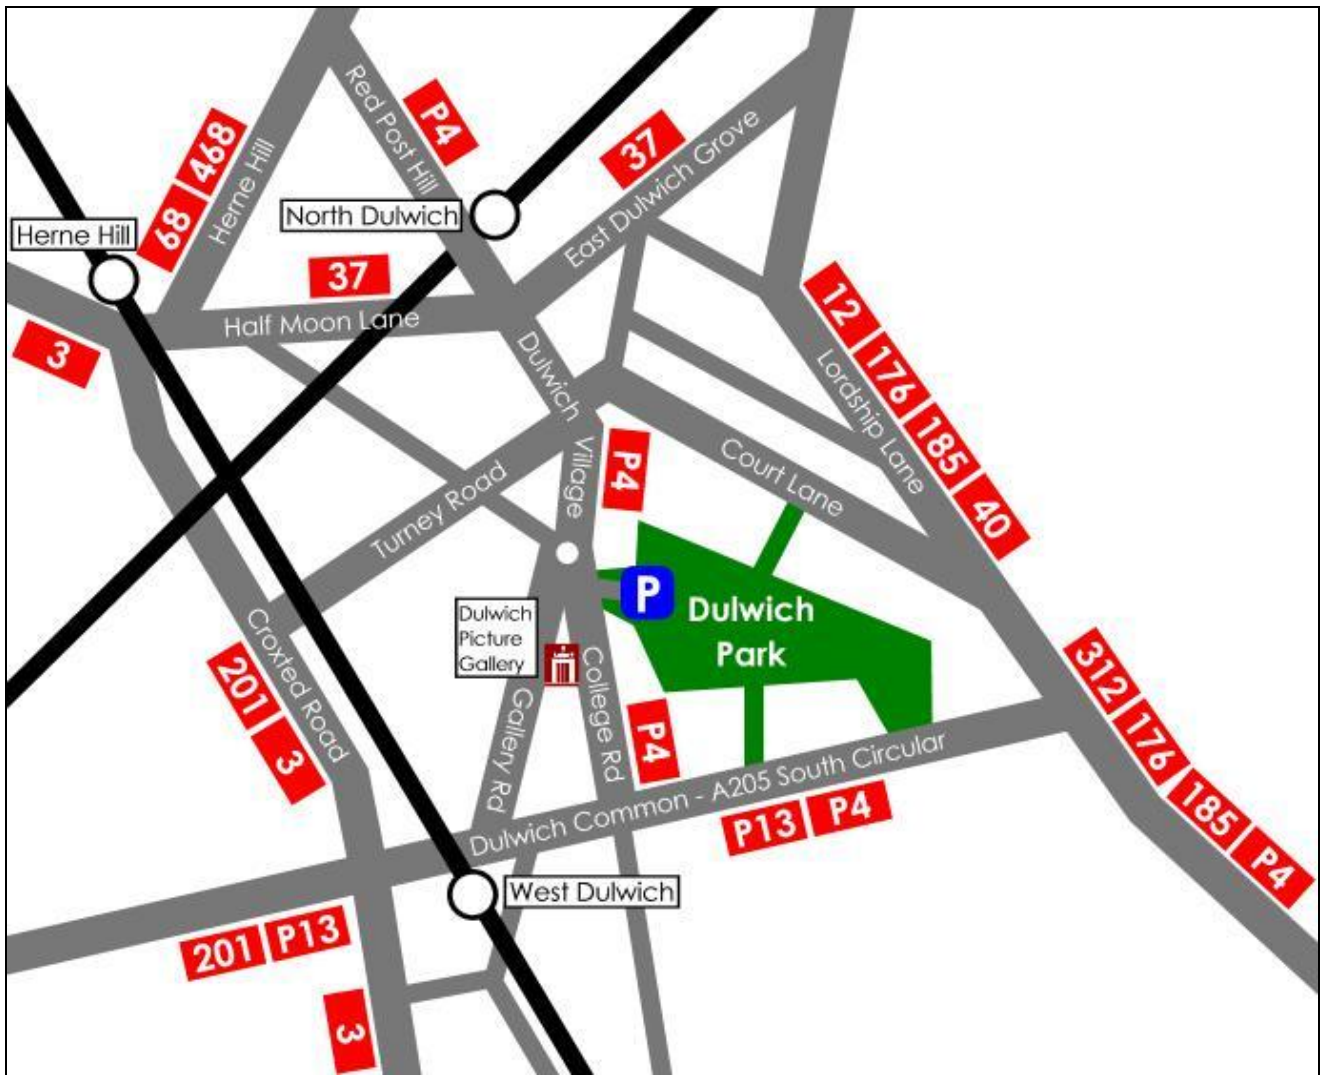 Red Post Hill
P4
68
468
Herne Hill
37
East Dulwich Grove
North Dulwich
Herne Hill
37
Half Moon Lane
3
12
176
185
40
Lordship Lane
Dulwich
Village
P4
Court Lane
Turney Road
P
Dulwich
Park
Dulwich
Picture
Gallery
Croxted Road
201
3
Gallery Rd
College Rd
P4
312
176
185
P4
Dulwich Common - A205 South Circular
P13
P4
West Dulwich
201
P13
3